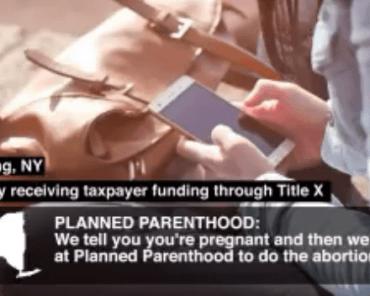 g, NY
y receiving taxpayer funding through Title X
PLANNED PARENTHOOD:
We tell you you're pregnant and then we
at Planned Parenthood to do the abortio